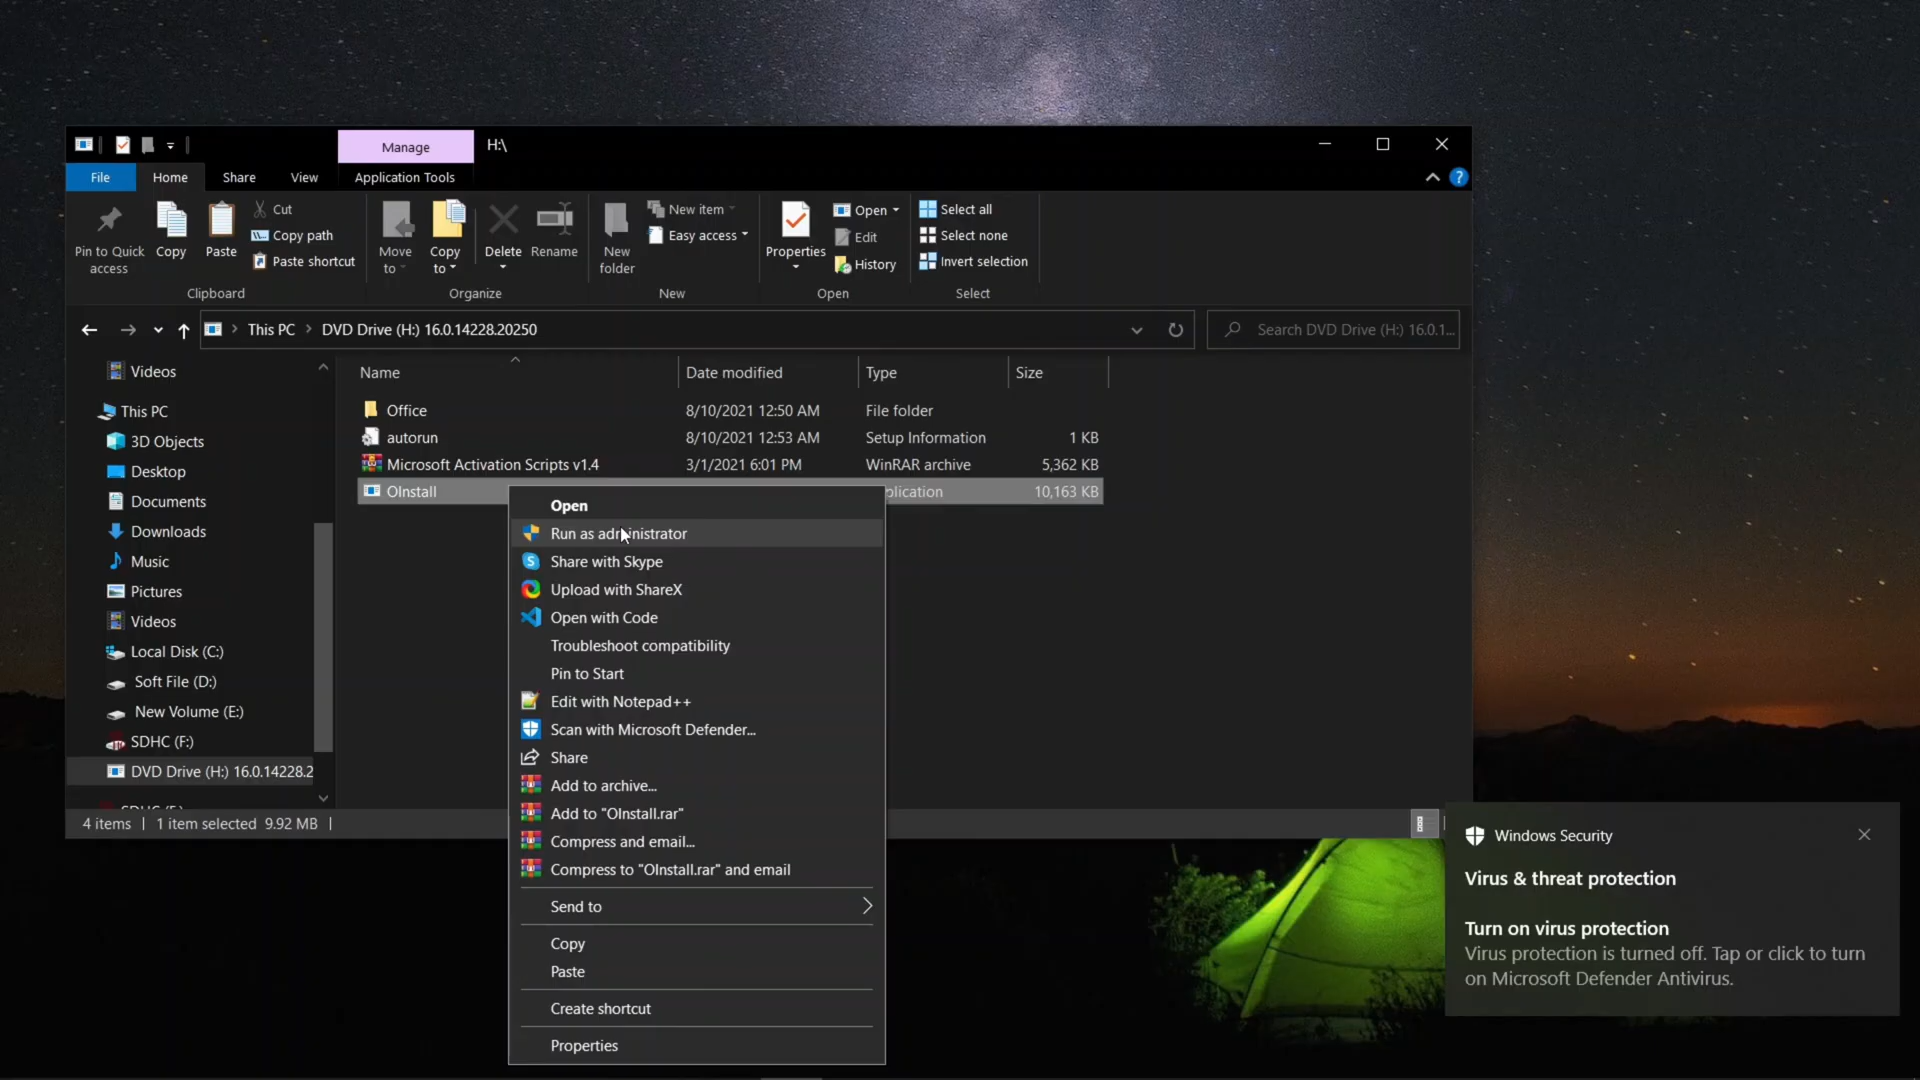 Manage
H:\
File
Home
Share
View
Application Tools
Pin to Quick access
Copy
Paste
Cut
Copy path
Paste shortcut
Move to
Copy to
Delete
Rename
New folder
New item
Easy access
Properties
Open
Edit
History
Select all
Select none
Invert selection
Clipboard
Organize
New
Open
Select
This PC
DVD Drive (H:) 16.0.14228.20250
Search DVD Drive (H:) 16.0.1...
Name
Date modified
Type
Size
Videos
This PC
3D Objects
Desktop
Documents
Downloads
Music
Pictures
Videos
Local Disk (C:)
Soft File (D:)
New Volume (E:)
SDHC (F:)
DVD Drive (H:) 16.0.14228.2
Office 8/10/2021 12:50 AM File folder
autorun 8/10/2021 12:53 AM Setup Information 1 KB
Microsoft Activation Scripts v1.4 3/1/2021 6:01 PM WinRAR archive 5,362 KB
OInstall plication 10,163 KB
Open
Run as administrator
Share with Skype
Upload with ShareX
Open with Code
Troubleshoot compatibility
Pin to Start
Edit with Notepad++
Scan with Microsoft Defender...
Share
Add to archive...
Add to "OInstall.rar"
Compress and email...
Compress to "OInstall.rar" and email
Send to
Copy
Paste
Create shortcut
Properties
4 items
1 item selected 9.92 MB
Windows Security
Virus & threat protection
Turn on virus protection
Virus protection is turned off. Tap or click to turn
on Microsoft Defender Antivirus.